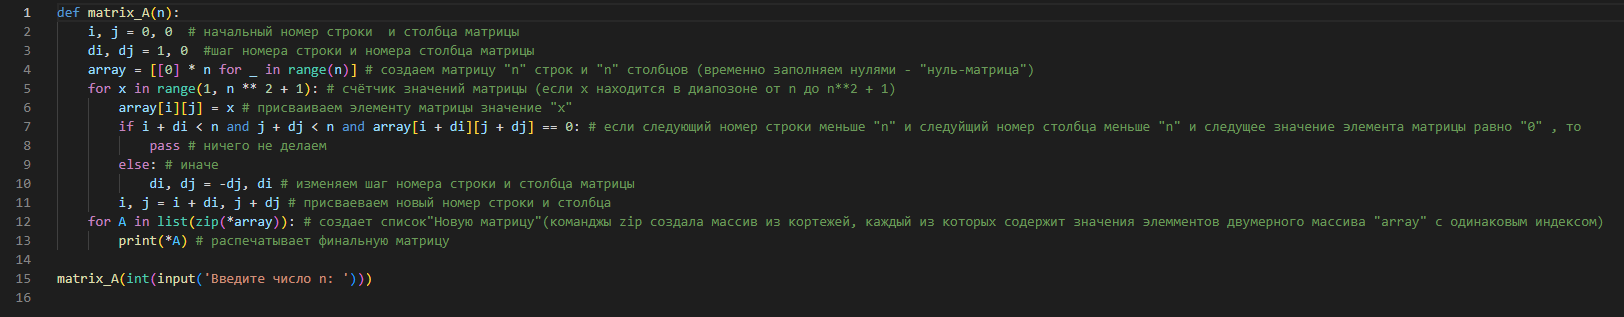 1 def matrix_A(n):
2 i, j = 0, 0 # начальный номер строки и столбца матрицы
3 di, dj = 1, 0 #шаг номера строки и номера столбца матрицы
4 array = [[0] * n for _ in range(n)] # создаем матрицу "n" строк и "n" столбцов (временно заполняем нулями - "нуль-матрица")
5 for x in range(1, n ** 2 + 1): # счётчик значений матрицы (если x находится в диапозоне от n до n**2 + 1)
6 array[i][j] = x # присваиваем элементу матрицы значение "x"
7 if i + di < n and j + dj < n and array[i + di][j + dj] == 0: # если следующий номер строки меньше "n" и следуйщий номер столбца меньше "n" и следущее значение элемента матрицы равно "0" , то
8 pass # ничего не делаем
9 else: # иначе
10 di, dj = -dj, di # изменяем шаг номера строки и столбца матрицы
11 i, j = i + di, j + dj # присваеваем новый номер строки и столбца
12 for A in list(zip(*array)): # создает список"Новую матрицу"(команджы zip создала массив из кортежей, каждый из которых содержит значения элемментов двумерного массива "array" с одинаковым индексом)
13 print(*A) # распечатывает финальную матрицу
14
15 matrix_A(int(input('Введите число n: ')))
16